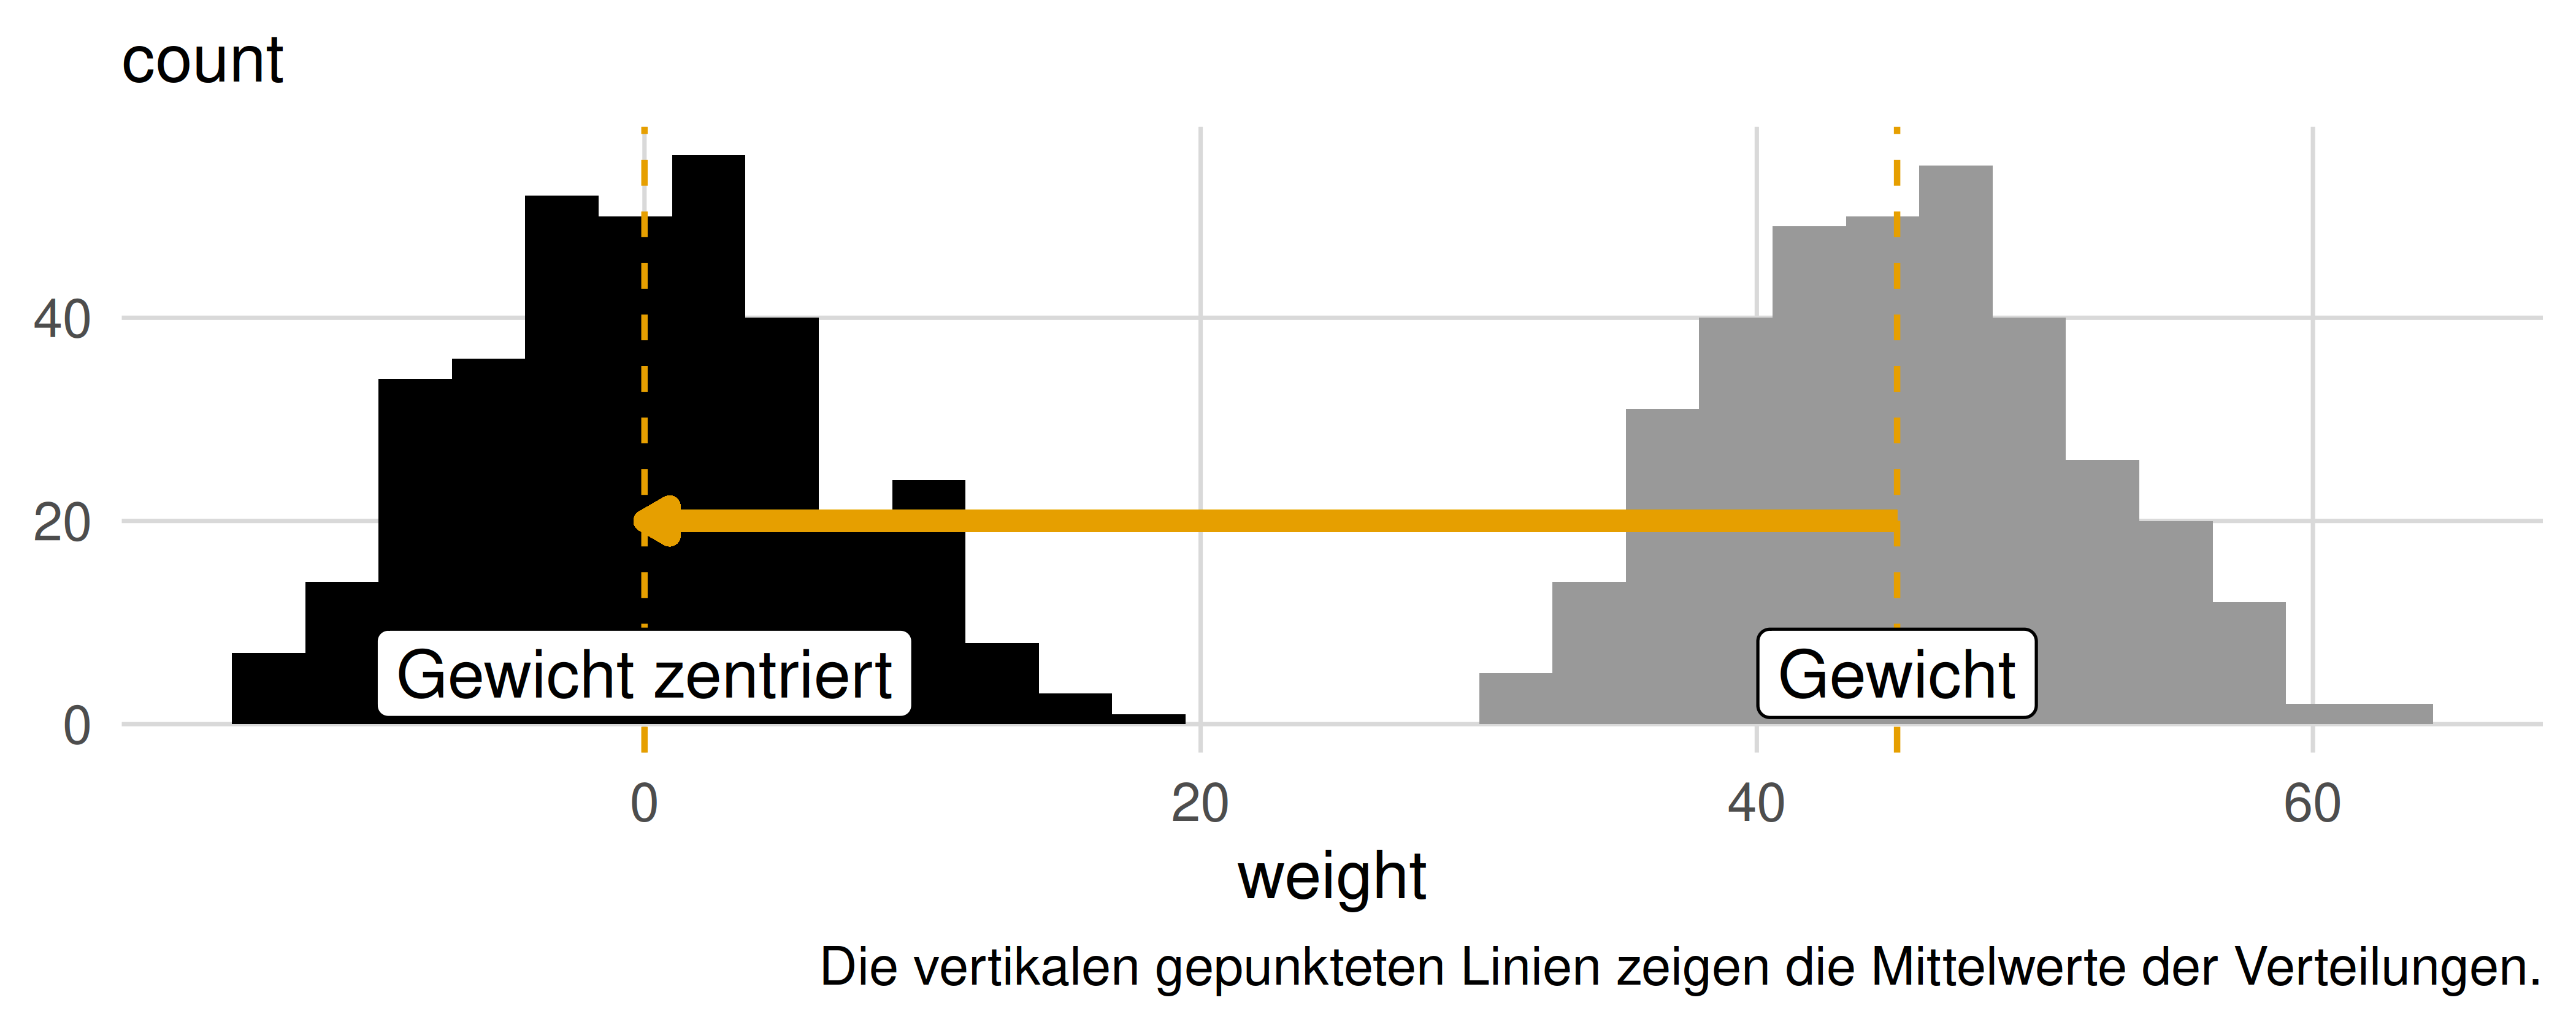 count
40
20
0
Gewicht zentriert
Gewicht
0 20 40 60
weight
Die vertikalen gepunkteten Linien zeigen die Mittelwerte der Verteilungen.